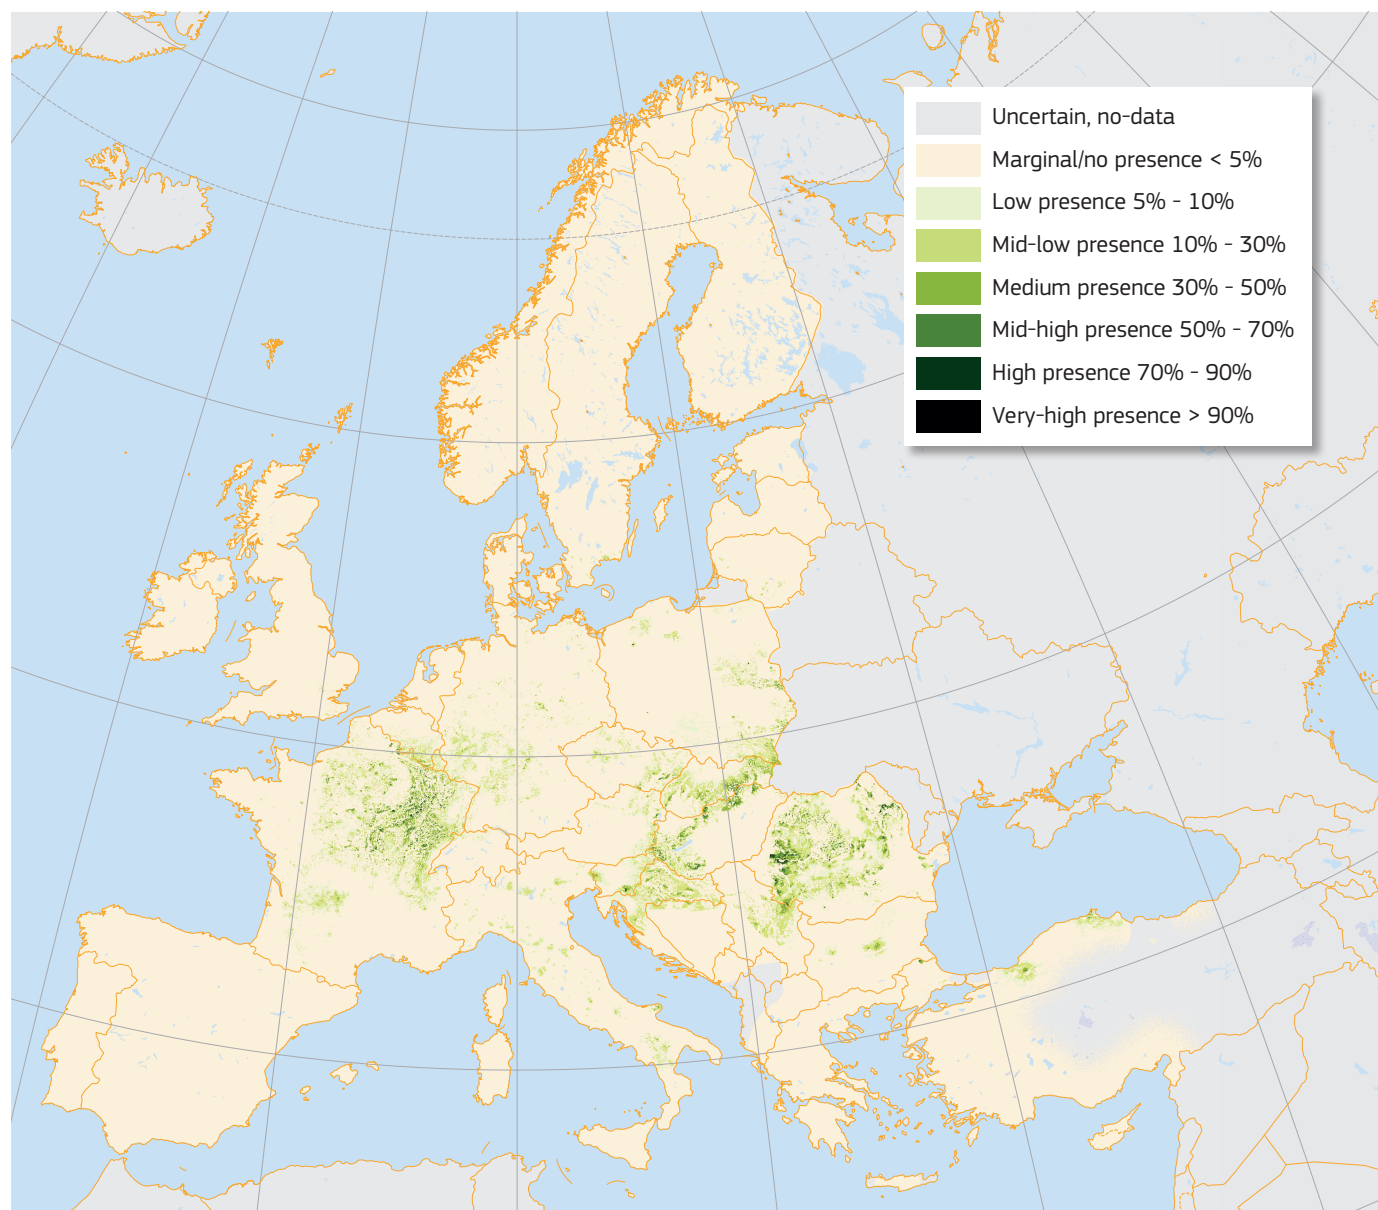 Uncertain, no-data
Marginal/no presence < 5%
Low presence 5% - 10%
Mid-low presence 10% - 30%
Medium presence 30% - 50%
Mid-high presence 50% - 70%
High presence 70% - 90%
Very-high presence > 90%